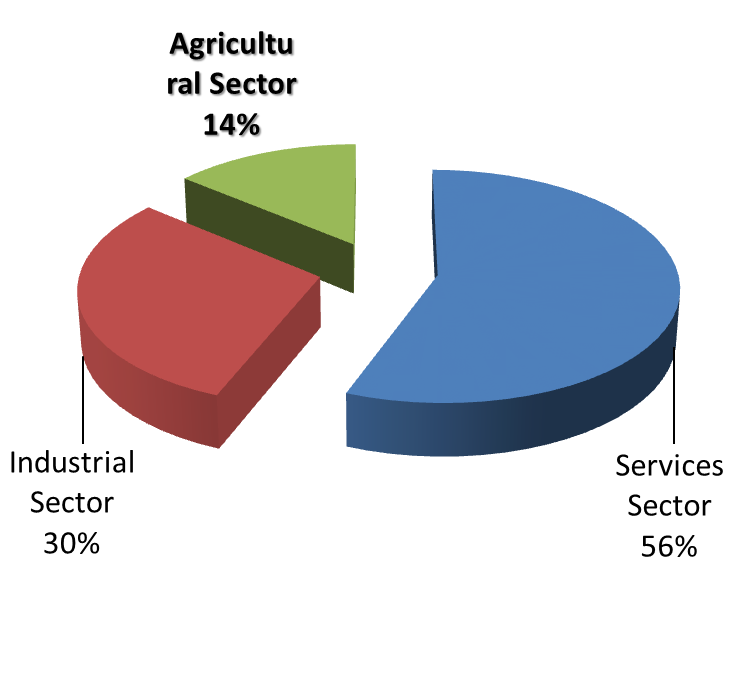 Agricultu
ral Sector
14%
Industrial
Sector
30%
Services
Sector
56%